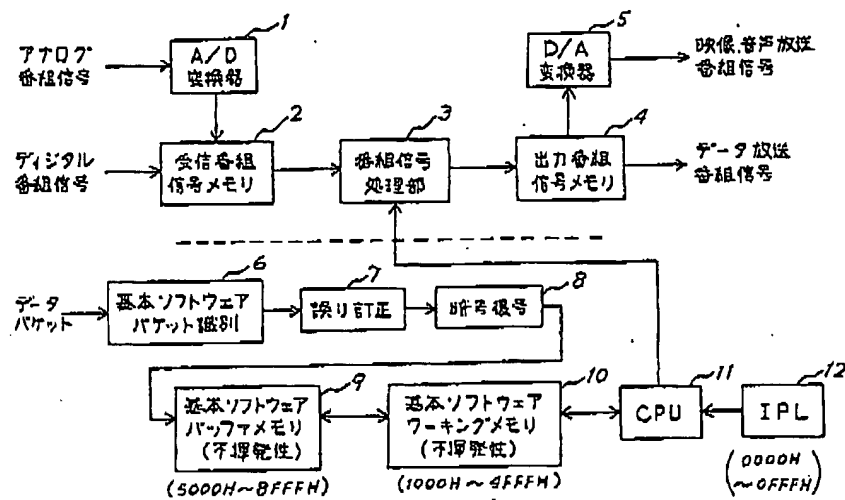 1
アナログ
番組信号
A/D
変換器
5
D/A
変換器
映像、音声放送
番組信号
2
ディジタル
番組信号
受信番組
信号メモリ
3
番組信号
処理部
4
出力番組
信号メモリ
データ放送
番組信号
6
データ
パケット
基本ソフトウェア
パケット識別
7
誤り訂正
8
暗号復号
9
基本ソフトウェア
バッファメモリ
(不揮発性)
(5000H~8FFFH)
10
基本ソフトウェア
ワーキングメモリ
(不揮発性)
(1000H~4FFFH)
11
CPU
12
IPL
(0000H
~0FFFH)